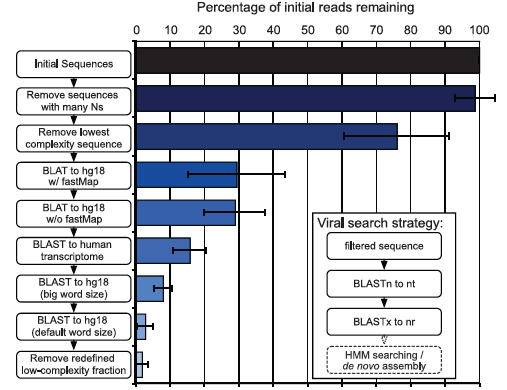 Percentage of initial reads remaining
0 10 20 30 40 50 60 70 80 90 100
Initial Sequences
Remove sequences
with many Ns
Remove lowest
complexity sequence
BLAT to hg18
w/ fastMap
BLAT to hg18
w/o fastMap
BLAST to human
transcriptome
BLAST to hg18
(big word size)
BLAST to hg18
(default word size)
Remove redefined
low-complexity fraction
Viral search strategy:
filtered sequence
BLASTn to nt
BLASTx to nr
HMM searching /
de novo assembly